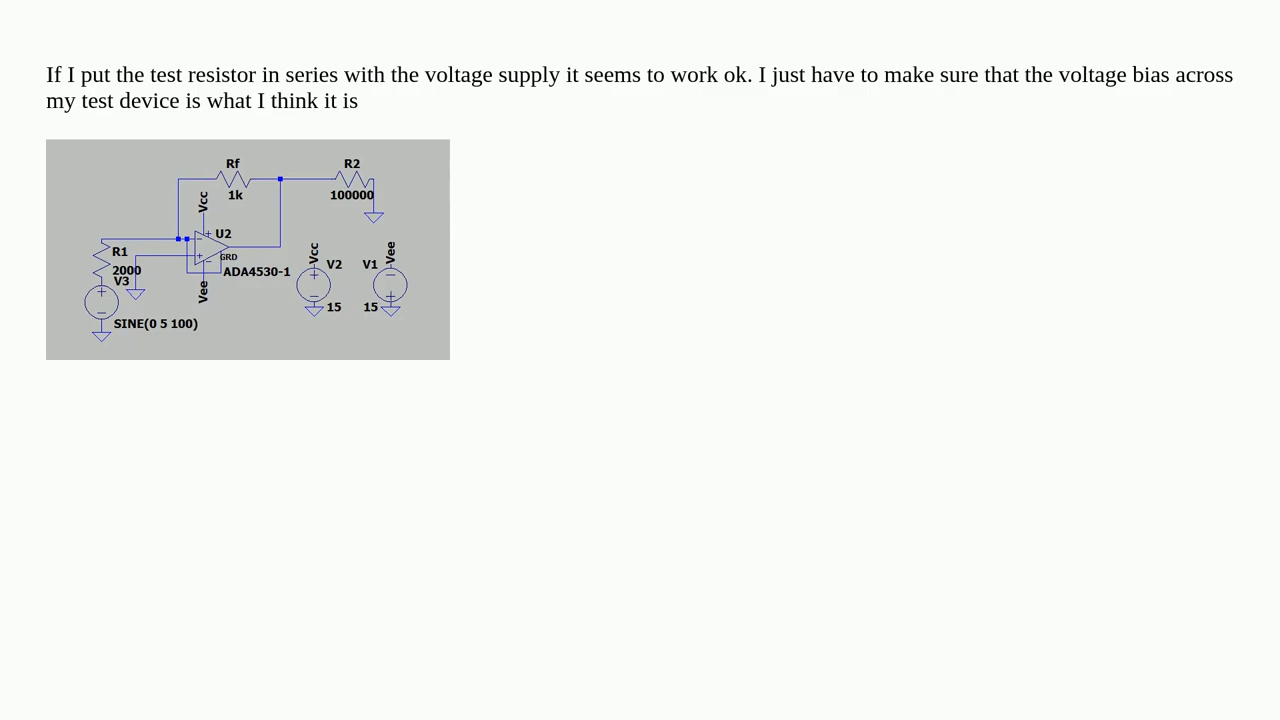 If I put the test resistor in series with the voltage supply it seems to work ok. I just have to make sure that the voltage bias across
my test device is what I think it is
Rf
1k
R2
100000
Vcc
U2
GRD
ADA4530-1
Vee
R1
2000
V3
SINE(0 5 100)
Vcc
V2
15
V1
Vee
15